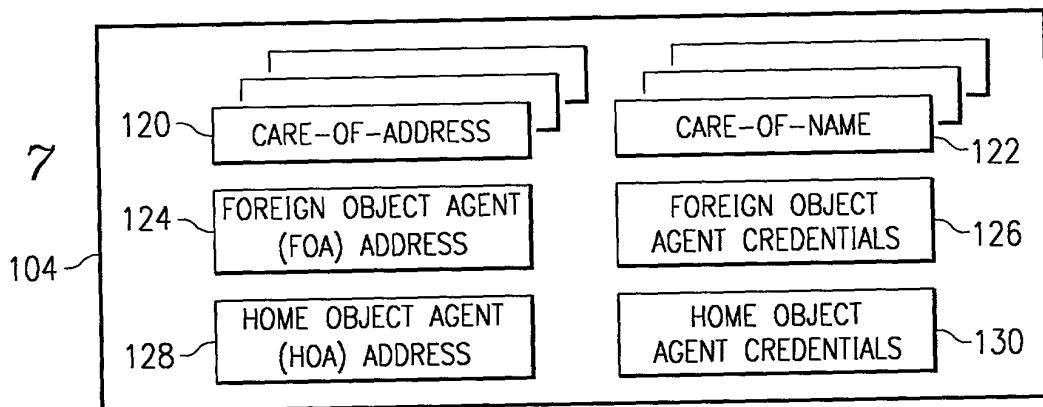 120 CARE-OF-ADDRESS CARE-OF-NAME 122
7
124 FOREIGN OBJECT AGENT (FOA) ADDRESS
FOREIGN OBJECT AGENT CREDENTIALS 126
104
128 HOME OBJECT AGENT (HOA) ADDRESS
HOME OBJECT AGENT CREDENTIALS 130